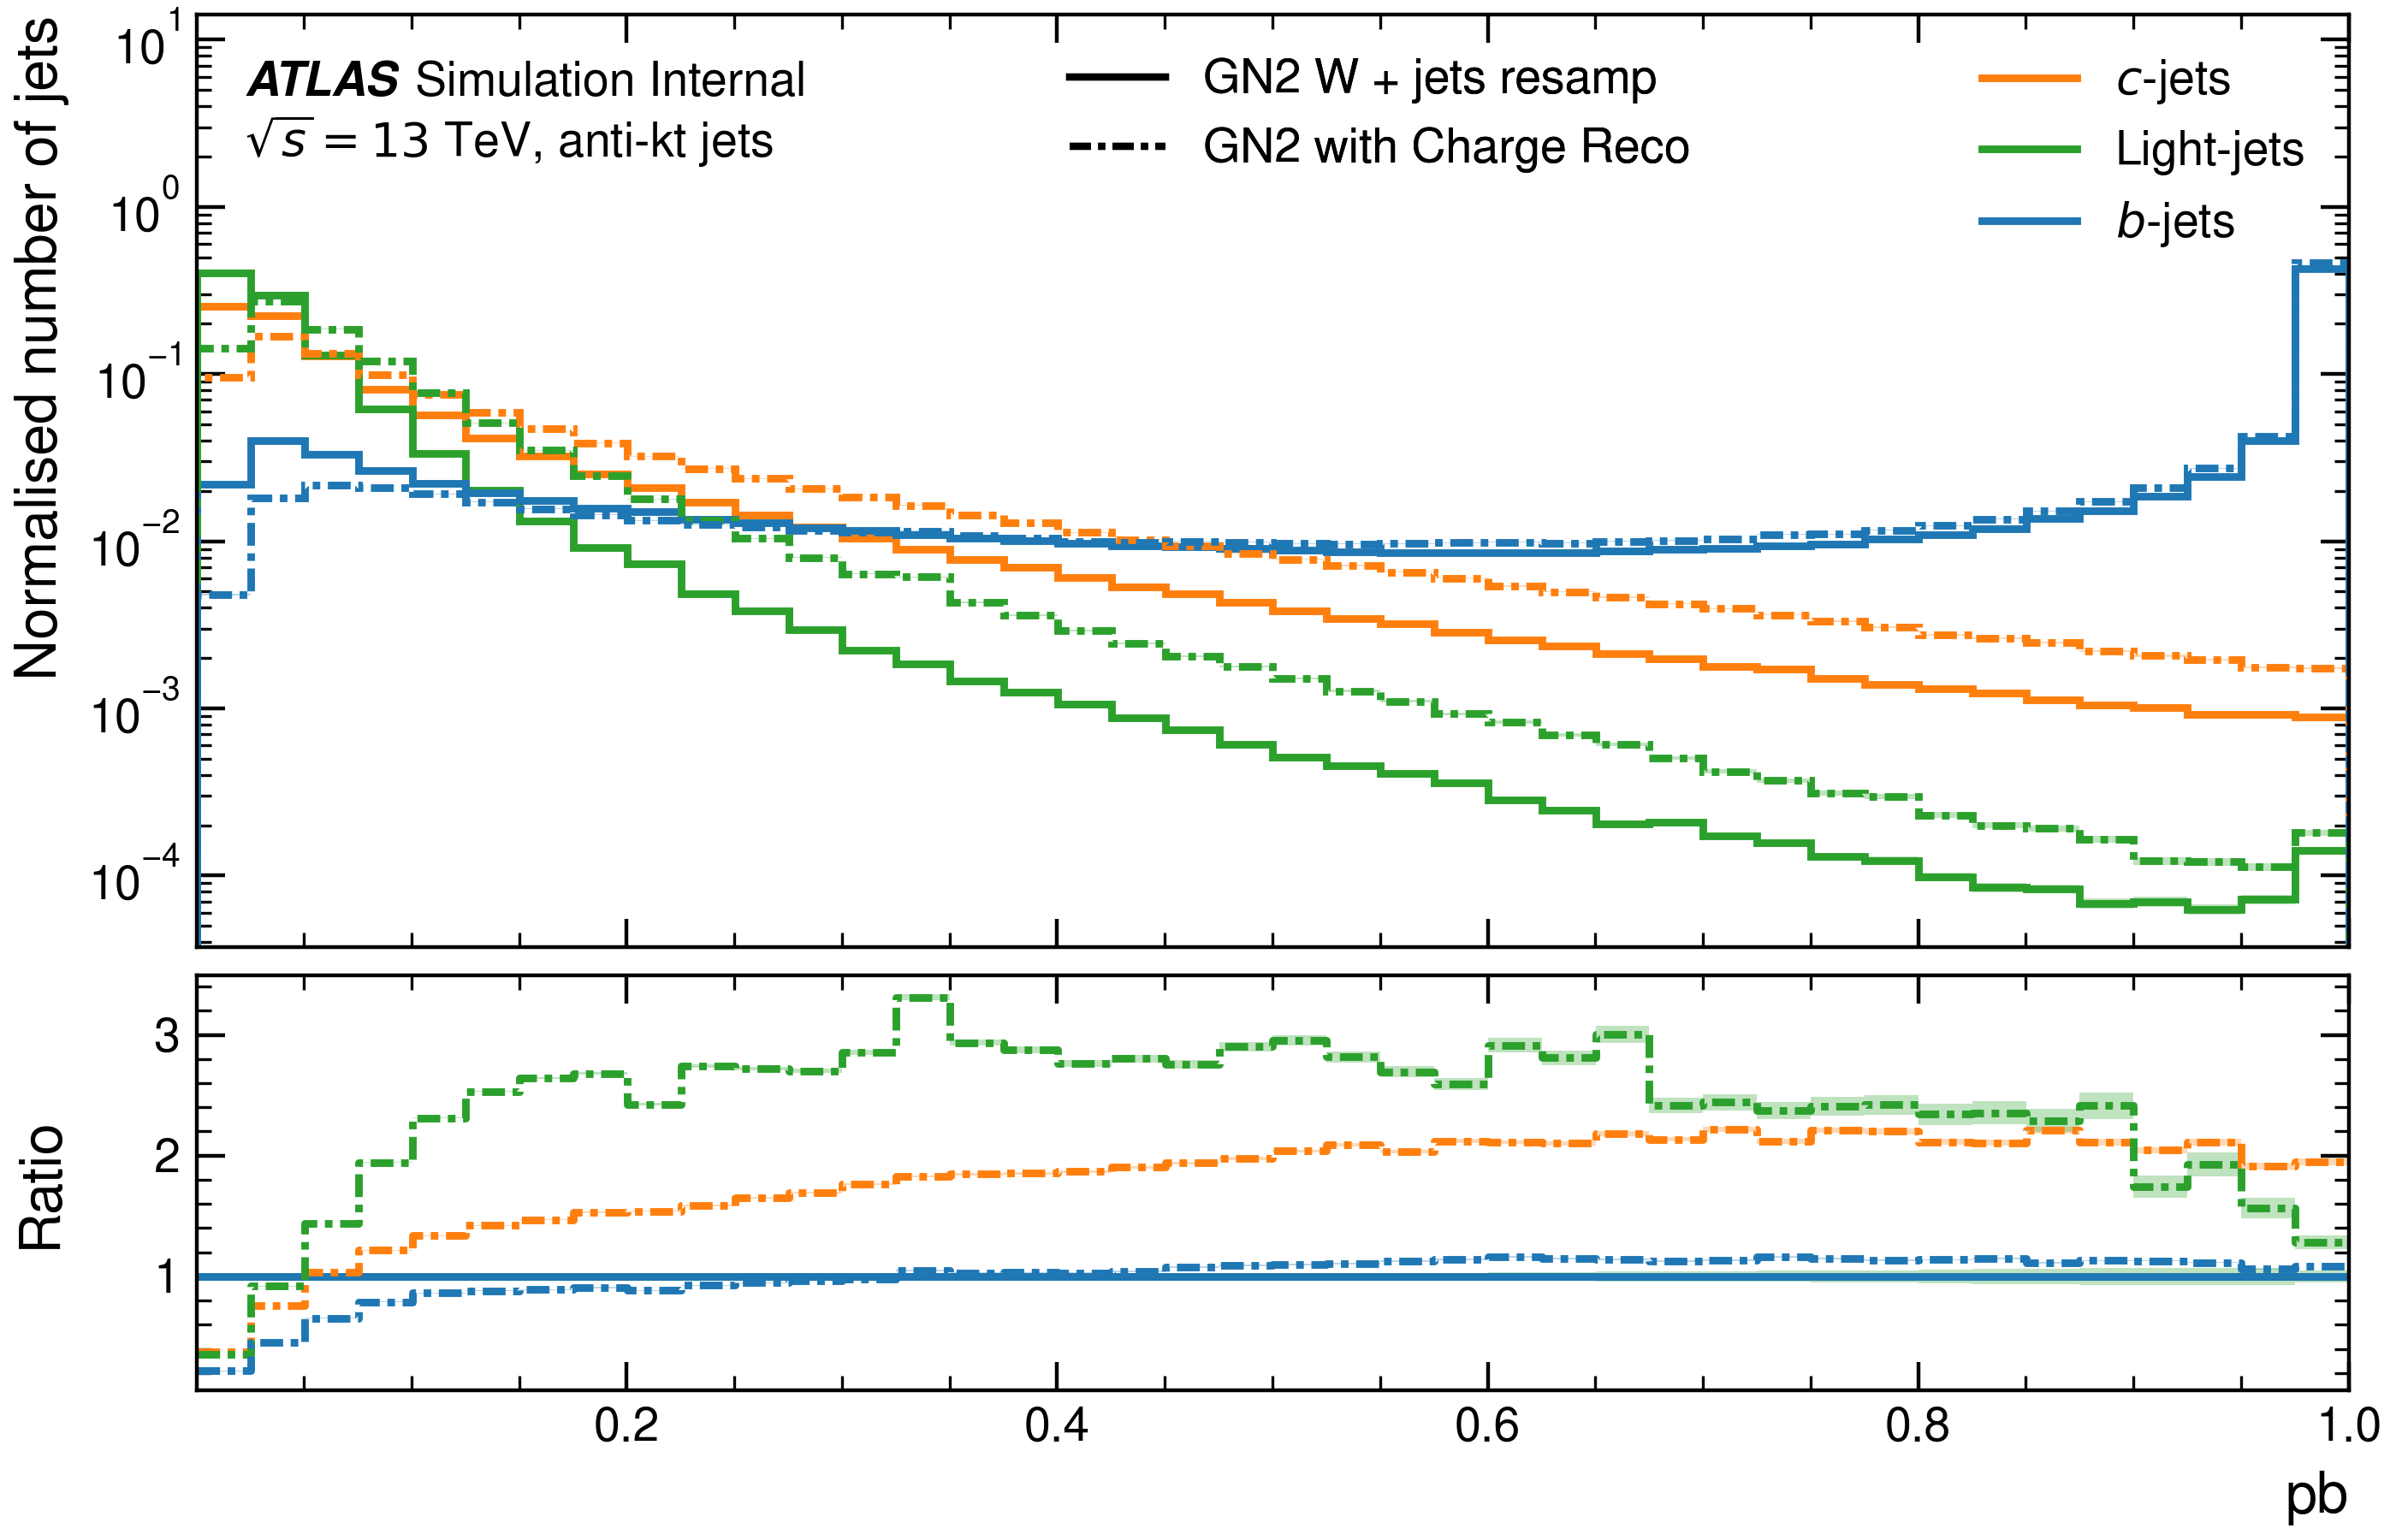 Normalised number of jets
10^1
10^0
10^−1
10^−2
10^−3
10^−4
ATLAS Simulation Internal
√s = 13 TeV, anti-kt jets
GN2 W + jets resamp
GN2 with Charge Reco
c-jets
Light-jets
b-jets
Ratio
3
2
1
0.2 0.4 0.6 0.8 1.0
pb